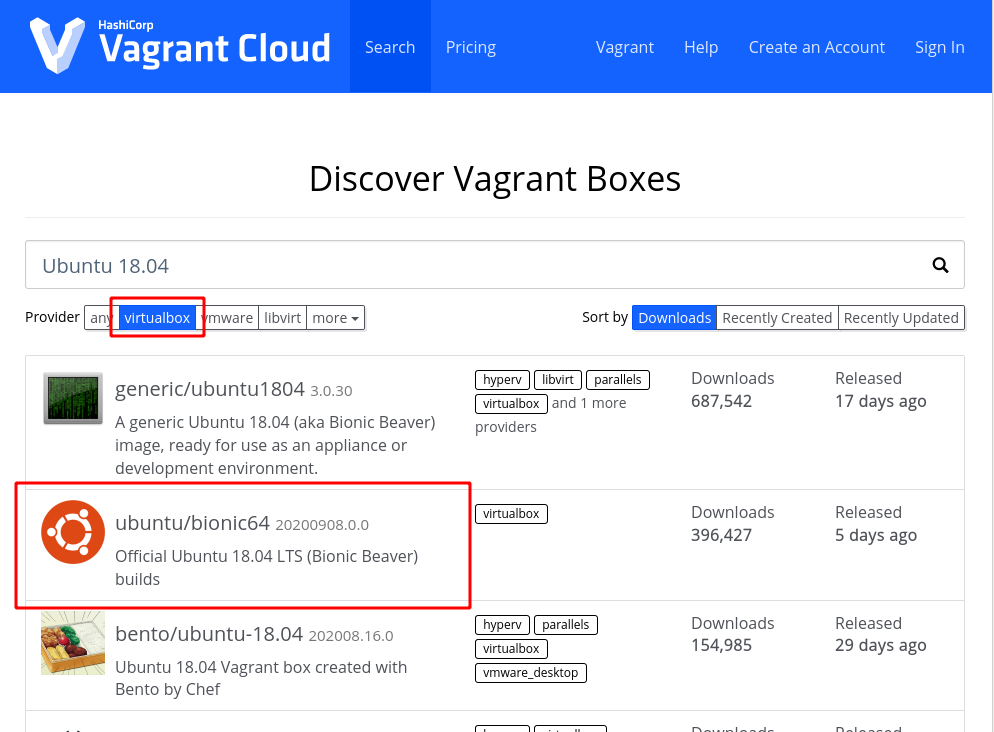 HashiCorp
Vagrant Cloud
Search
Pricing
Vagrant
Help
Create an Account
Sign In
Discover Vagrant Boxes
Ubuntu 18.04
Provider any virtualbox vmware libvirt more
Sort by Downloads Recently Created Recently Updated
generic/ubuntu1804 3.0.30
A generic Ubuntu 18.04 (aka Bionic Beaver)
image, ready for use as an appliance or
development environment.
hyperv libvirt parallels
virtualbox and 1 more
providers
Downloads
687,542
Released
17 days ago
ubuntu/bionic64 20200908.0.0
Official Ubuntu 18.04 LTS (Bionic Beaver)
builds
virtualbox
Downloads
396,427
Released
5 days ago
bento/ubuntu-18.04 202008.16.0
Ubuntu 18.04 Vagrant box created with
Bento by Chef
hyperv parallels
virtualbox
vmware_desktop
Downloads
154,985
Released
29 days ago